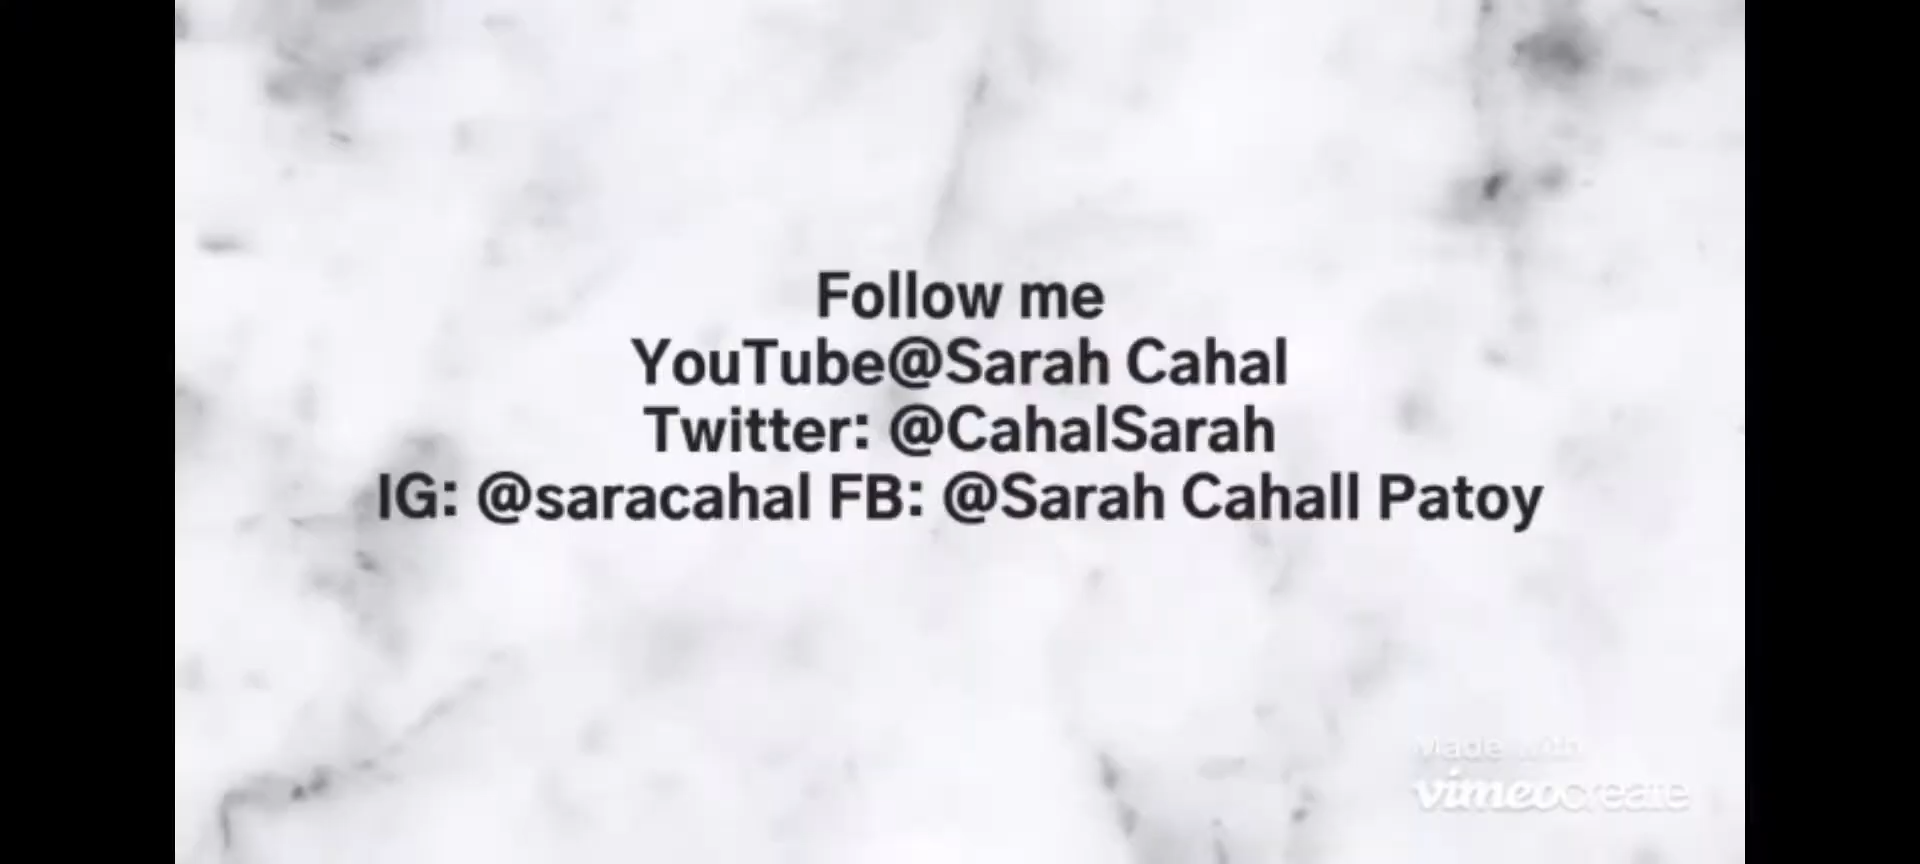 Follow me
YouTube@Sarah Cahal
Twitter: @CahalSarah
IG: @saracahal FB: @Sarah Cahall Patoy
Made with
vimeocreate